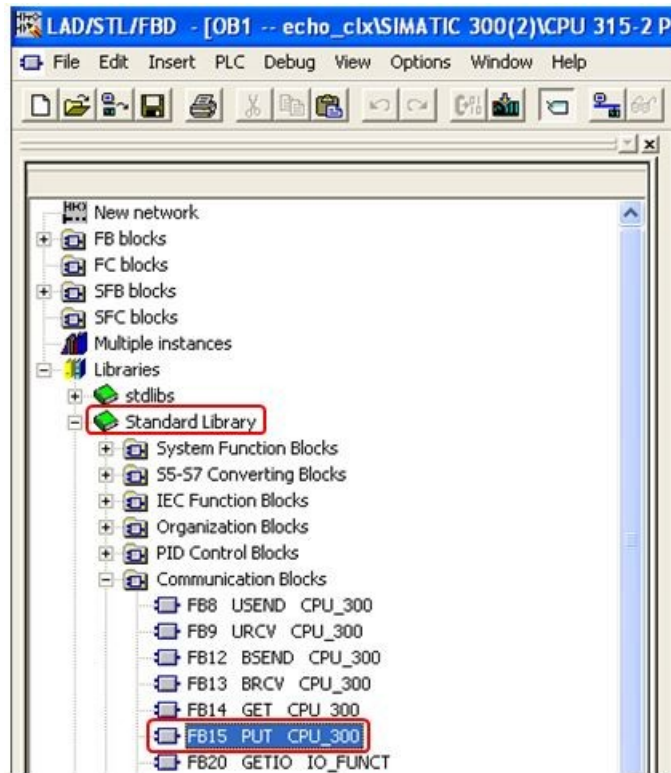 LAD/STL/FBD - [OB1 -- echo_clx\SIMATIC 300(2)\CPU 315-2 P
File Edit Insert PLC Debug View Options Window Help
New network
FB blocks
FC blocks
SFB blocks
SFC blocks
Multiple instances
Libraries
stdlibs
Standard Library
System Function Blocks
S5-S7 Converting Blocks
IEC Function Blocks
Organization Blocks
PID Control Blocks
Communication Blocks
FB8 USEND CPU_300
FB9 URCV CPU_300
FB12 BSEND CPU_300
FB13 BRCV CPU_300
FB14 GET CPU_300
FB15 PUT CPU_300
FB20 GETIO IO_FUNCT